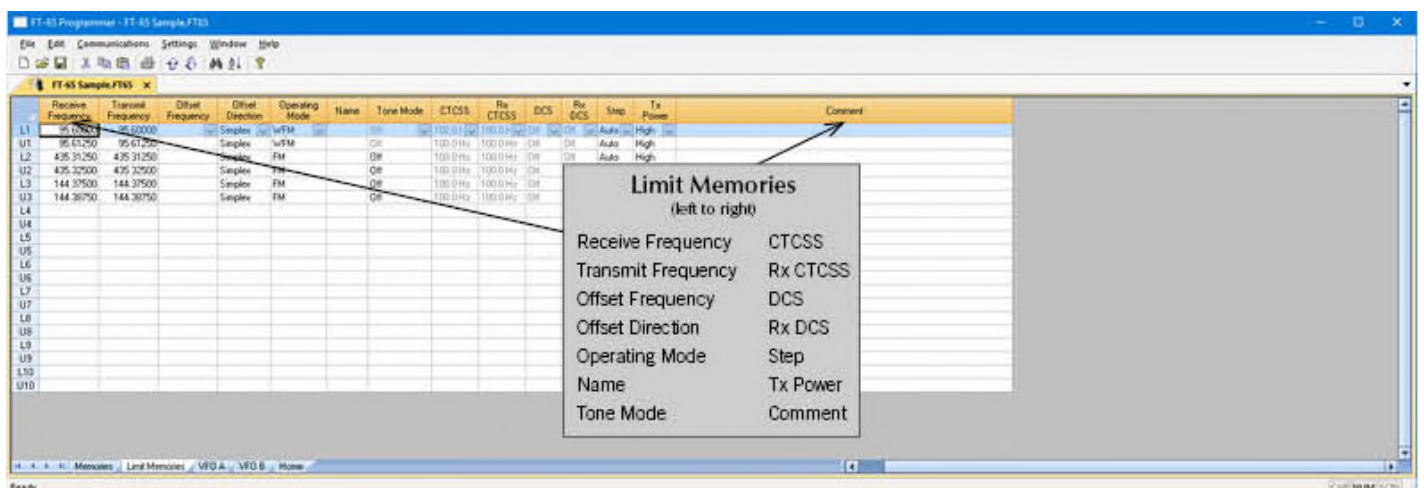 FT-65 Programmer - FT-65 Sample.FT65
File Edit Communications Settings Window Help
FT-65 Sample.FT65 x
Receive Frequency Transmit Frequency Offset Frequency Offset Direction Operating Mode Name Tone Mode CTCSS Rx CTCSS DCS Rx DCS Step Tx Power Comment
L1 95.60000 95.60000 Simplex WFM Off 100.0 Hz 100.0 Hz Off Off Auto High
U1 95.61250 95.61250 Simplex WFM Off 100.0 Hz 100.0 Hz Off Off Auto High
L2 435.31250 435.31250 Simplex FM Off 100.0 Hz 100.0 Hz Off Off Auto High
U2 435.32500 435.32500 Simplex FM Off 100.0 Hz 100.0 Hz Off
L3 144.37500 144.37500 Simplex FM Off 100.0 Hz 100.0 Hz Off
U3 144.38750 144.38750 Simplex FM Off 100.0 Hz 100.0 Hz Off
L4
U4
L5
U5
L6
U6
L7
U7
L8
U8
L9
U9
L10
U10
Limit Memories
(left to right)
Receive Frequency CTCSS
Transmit Frequency Rx CTCSS
Offset Frequency DCS
Offset Direction Rx DCS
Operating Mode Step
Name Tx Power
Tone Mode Comment
Memories Limit Memories VFO A VFO B Home